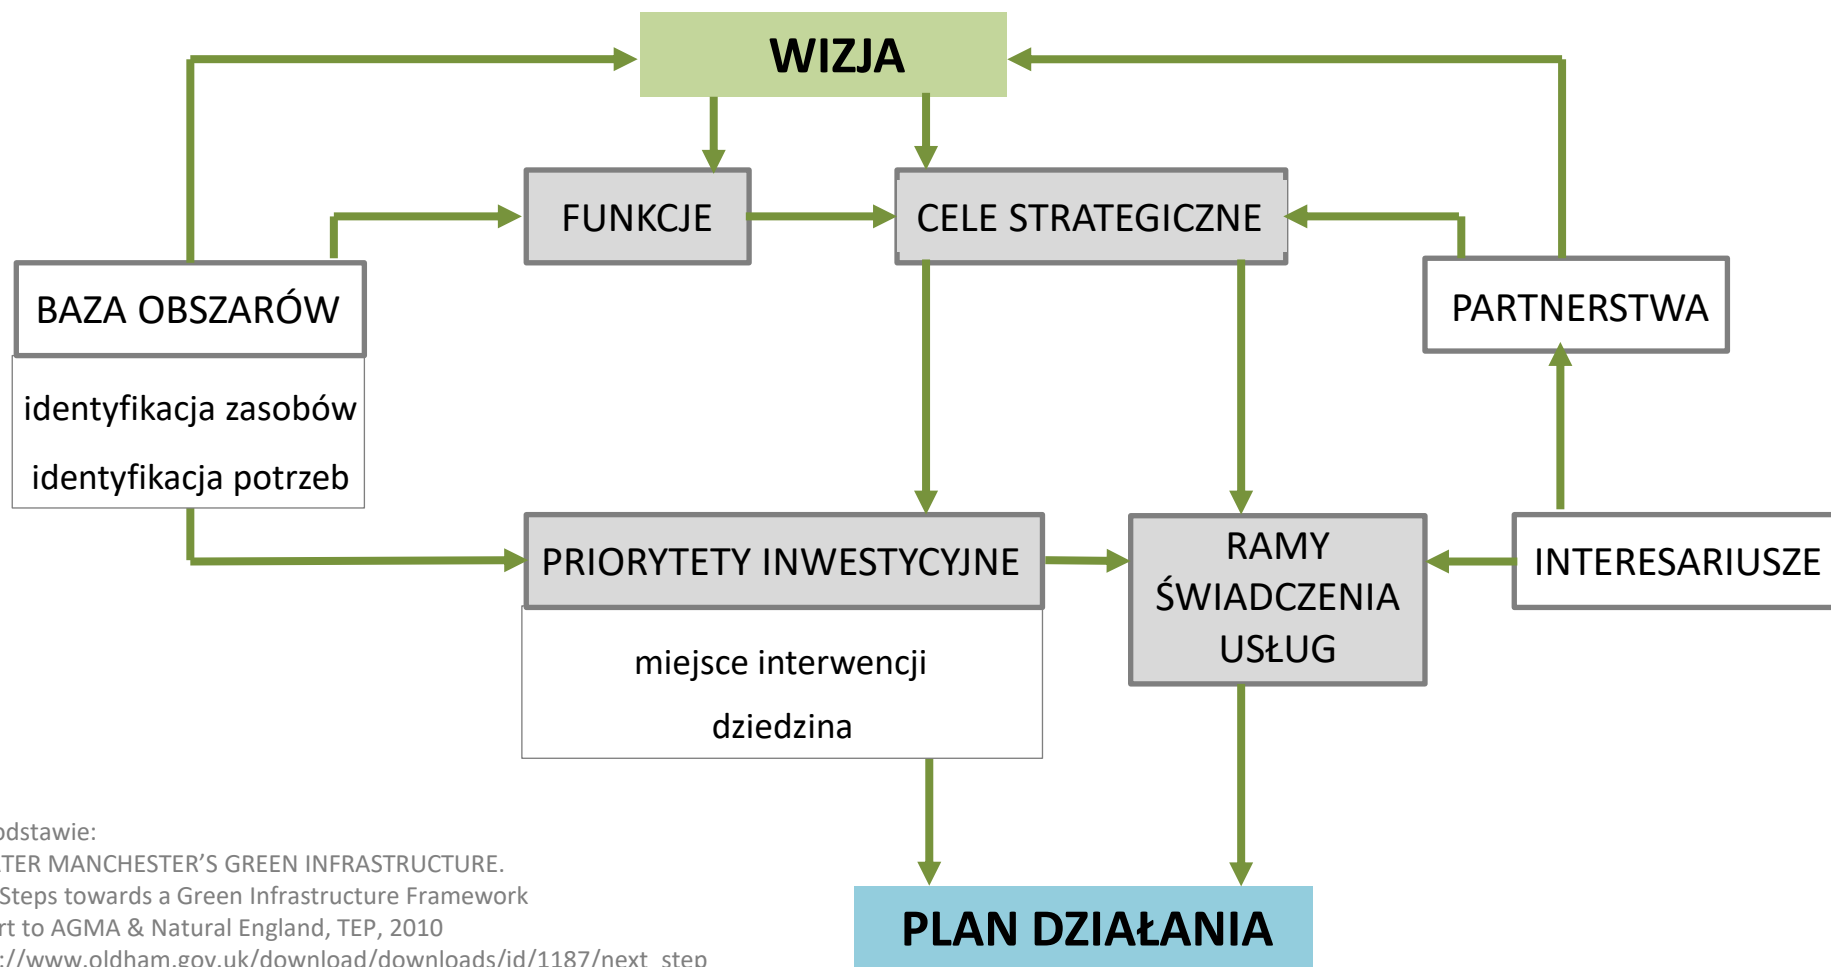 WIZJA
FUNKCJE
CELE STRATEGICZNE
BAZA OBSZARÓW
identyfikacja zasobów
identyfikacja potrzeb
PARTNERSTWA
PRIORYTETY INWESTYCYJNE
miejsce interwencji
dziedzina
RAMY
ŚWIADCZENIA
USŁUG
INTERESARIUSZE
odstawie:
TER MANCHESTER’S GREEN INFRASTRUCTURE.
Steps towards a Green Infrastructure Framework
rt to AGMA & Natural England, TEP, 2010
://www.oldham.gov.uk/download/downloads/id/1187/next_step
PLAN DZIAŁANIA